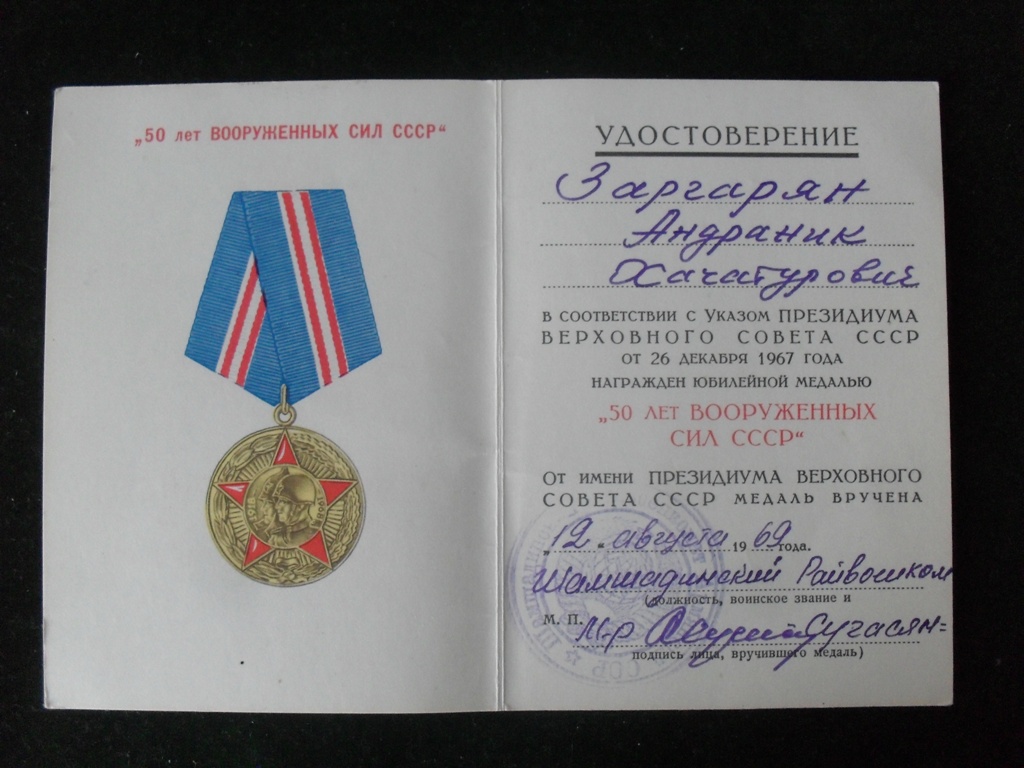 „50 лет ВООРУЖЕННЫХ СИЛ СССР“
УДОСТОВЕРЕНИЕ
Заргарян
Андраник
Хачатурович
В СООТВЕТСТВИИ С УКАЗОМ ПРЕЗИДИУМА
ВЕРХОВНОГО СОВЕТА СССР
ОТ 26 ДЕКАБРЯ 1967 ГОДА
НАГРАЖДЕН ЮБИЛЕЙНОЙ МЕДАЛЬЮ
„50 ЛЕТ ВООРУЖЕННЫХ
СИЛ СССР“
ОТ ИМЕНИ ПРЕЗИДИУМА ВЕРХОВНОГО
СОВЕТА СССР МЕДАЛЬ ВРУЧЕНА
„12“ августа 1969 года.
Шамшадинский Райвоенком
(должность, воинское звание и
М. П.
М-р
подпись лица, вручившего медаль)